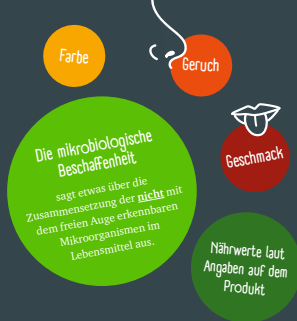 Farbe
Geruch
Die mikrobiologische
Beschaffenheit
sagt etwas über die
Zusammensetzung der nicht mit
dem freien Auge erkennbaren
Mikroorganismen im
Lebensmittel aus.
Geschmack
Nährwerte laut
Angaben auf dem
Produkt